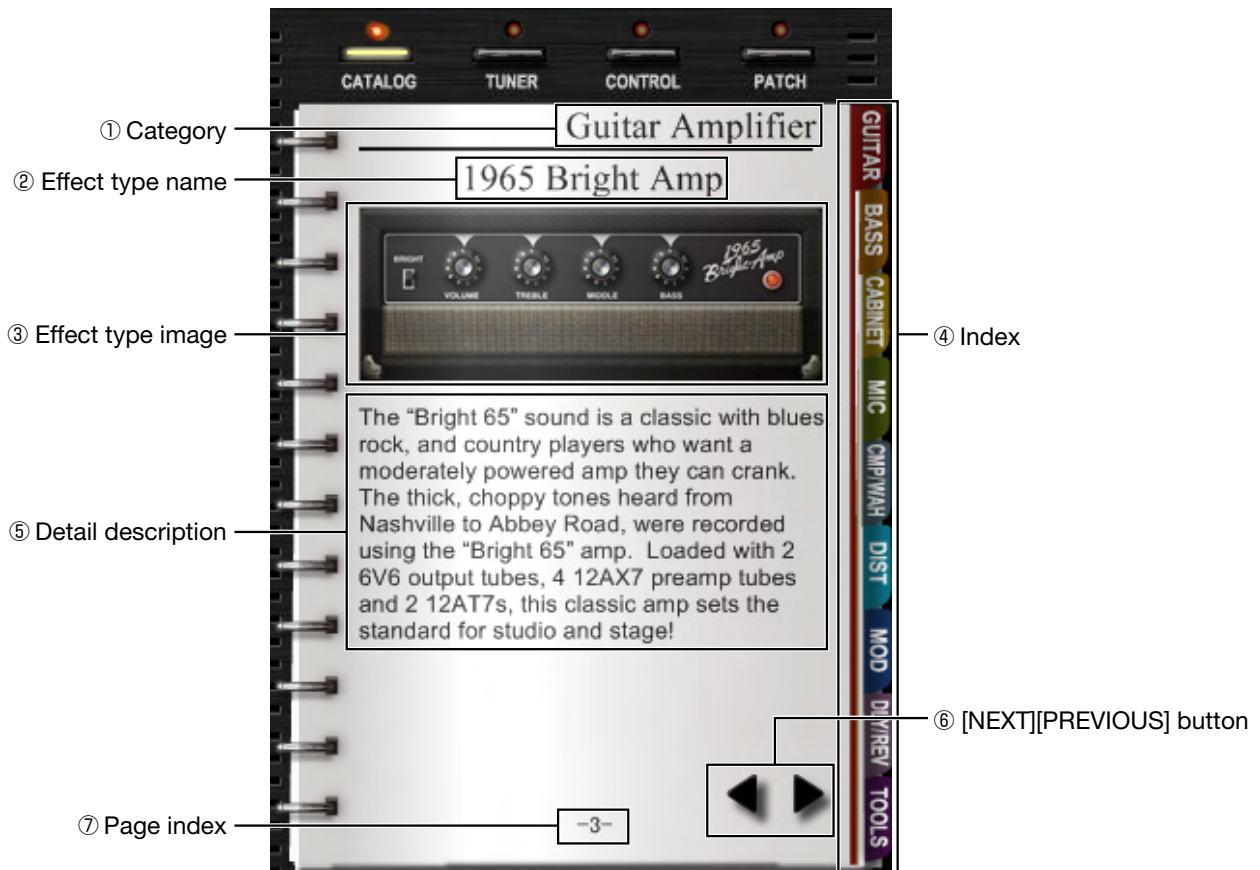 CATALOG TUNER CONTROL PATCH
① Category
Guitar Amplifier
② Effect type name
1965 Bright Amp
③ Effect type image
BRIGHT
VOLUME TREBLE MIDDLE BASS
1965
Bright-Amp
④ Index
GUITAR
BASS
CABINET
MIC
CMP/WAH
DIST
MOD
DLY/REV
TOOLS
⑤ Detail description
The “Bright 65” sound is a classic with blues
rock, and country players who want a
moderately powered amp they can crank.
The thick, choppy tones heard from
Nashville to Abbey Road, were recorded
using the “Bright 65” amp. Loaded with 2
6V6 output tubes, 4 12AX7 preamp tubes
and 2 12AT7s, this classic amp sets the
standard for studio and stage!
⑥ [NEXT][PREVIOUS] button
⑦ Page index
-3-